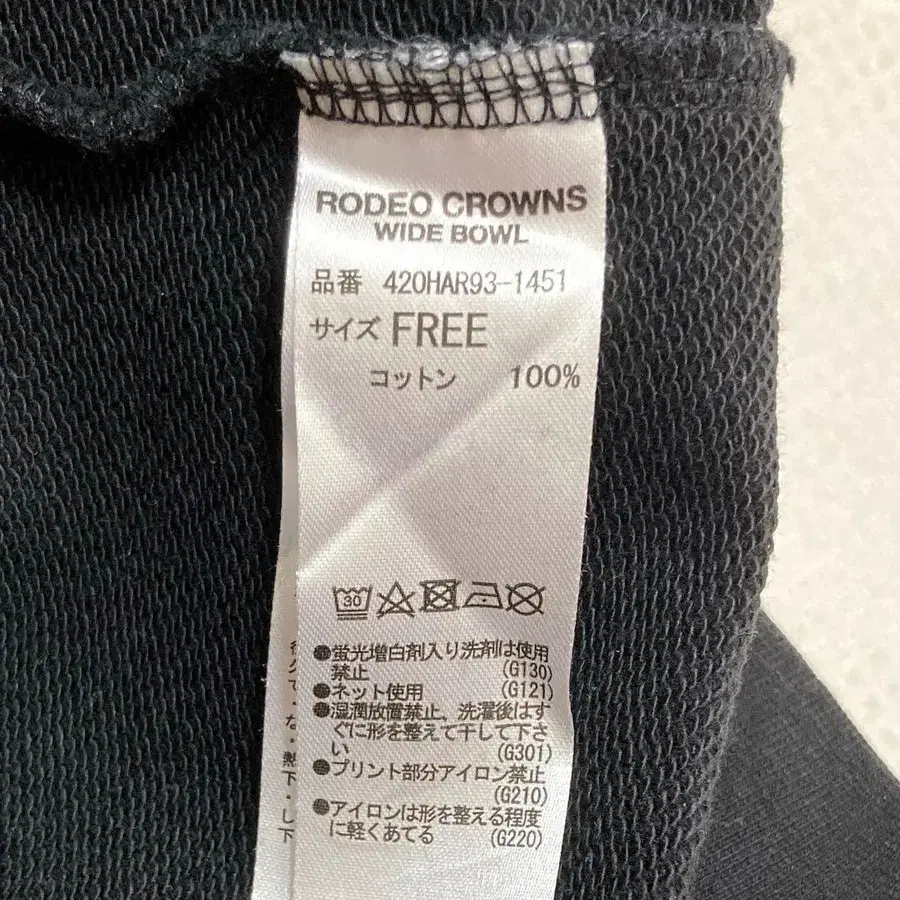 RODEO CROWNS
WIDE BOWL
品番 420HAR93-1451
サイズ FREE
コットン 100%
30
●蛍光増白剤入り洗剤は使用
禁止 (G130)
●ネット使用 (G121)
●湿潤放置禁止、洗濯後はす
ぐに形を整えて干して下さ
い (G301)
●プリント部分アイロン禁止
(G210)
●アイロンは形を整える程度
に軽くあてる (G220)